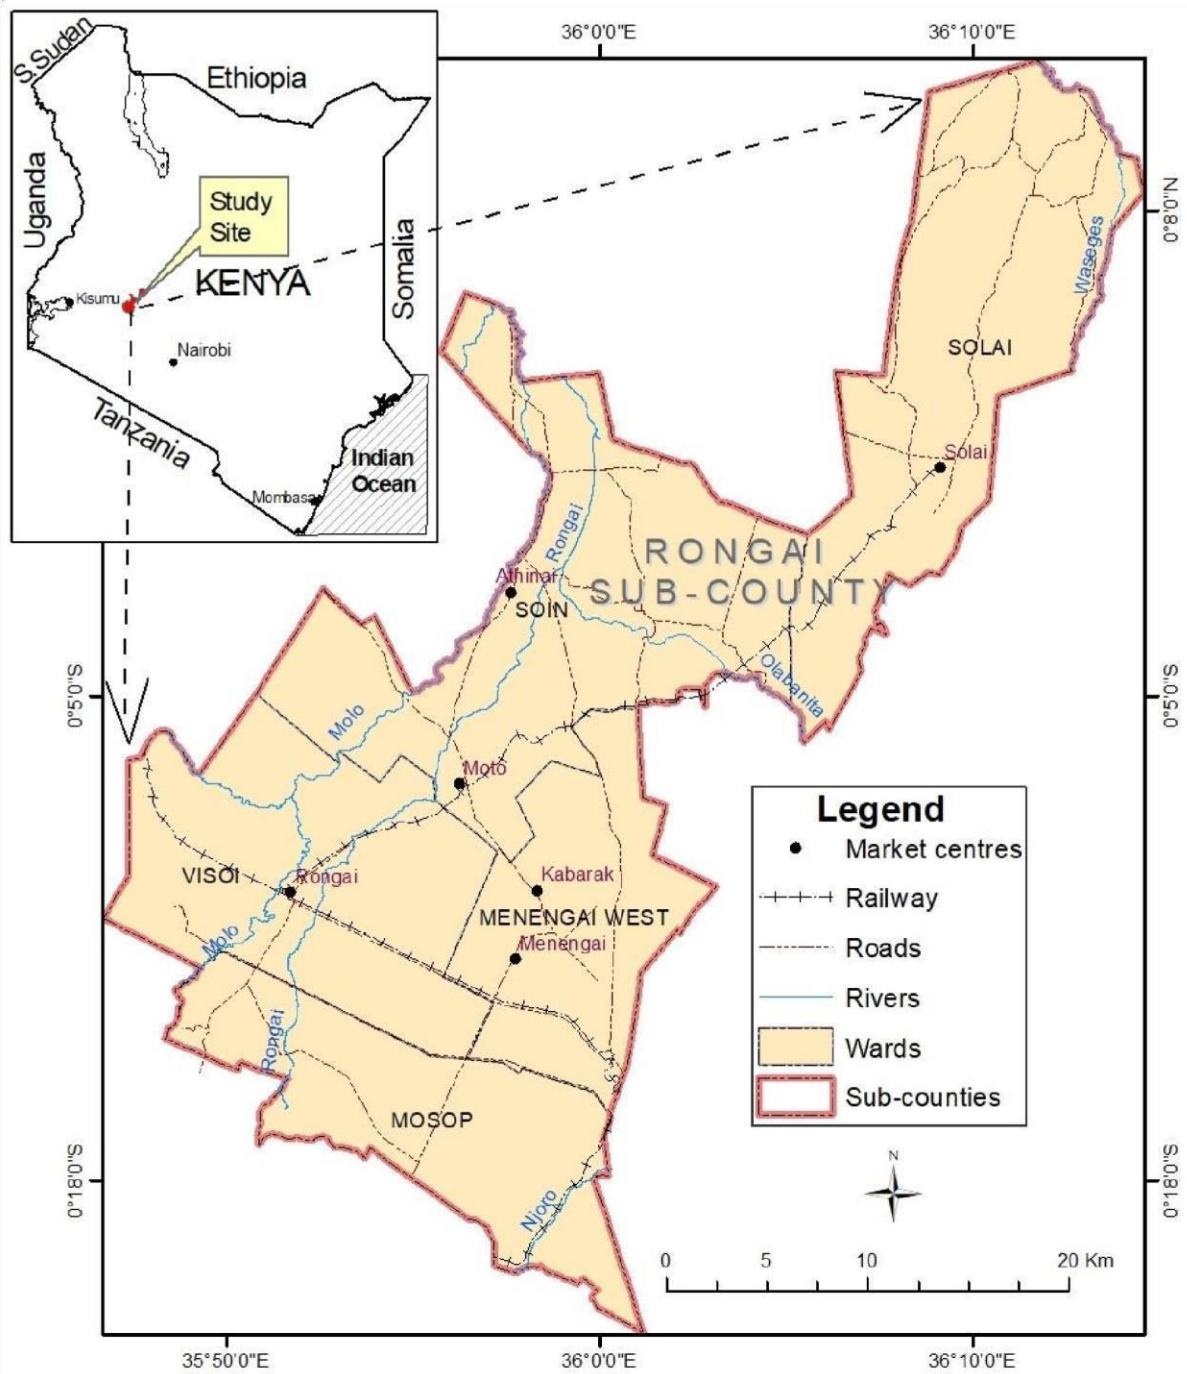 36°0'0"E
36°10'0"E
S.Sudan
Ethiopia
Uganda
Study
Site
Somalia
KENYA
Kisumu
Nairobi
Tanzania
Indian
Ocean
Mombasa
0°8'0"N
Waseges
SOLAI
Solai
Rongai
RONGAI
SUB-COUNTY
Athinai
SOIN
Olabanita
0°5'0"S
0°5'0"S
Molo
Moto
VISOI
Rongai
Kabarak
MENENGAI WEST
Menengai
Molo
Rongai
MOSOP
Njoro
Legend
Market centres
Railway
Roads
Rivers
Wards
Sub-counties
N
0°18'0"S
0°18'0"S
0 5 10 20 Km
35°50'0"E
36°0'0"E
36°10'0"E